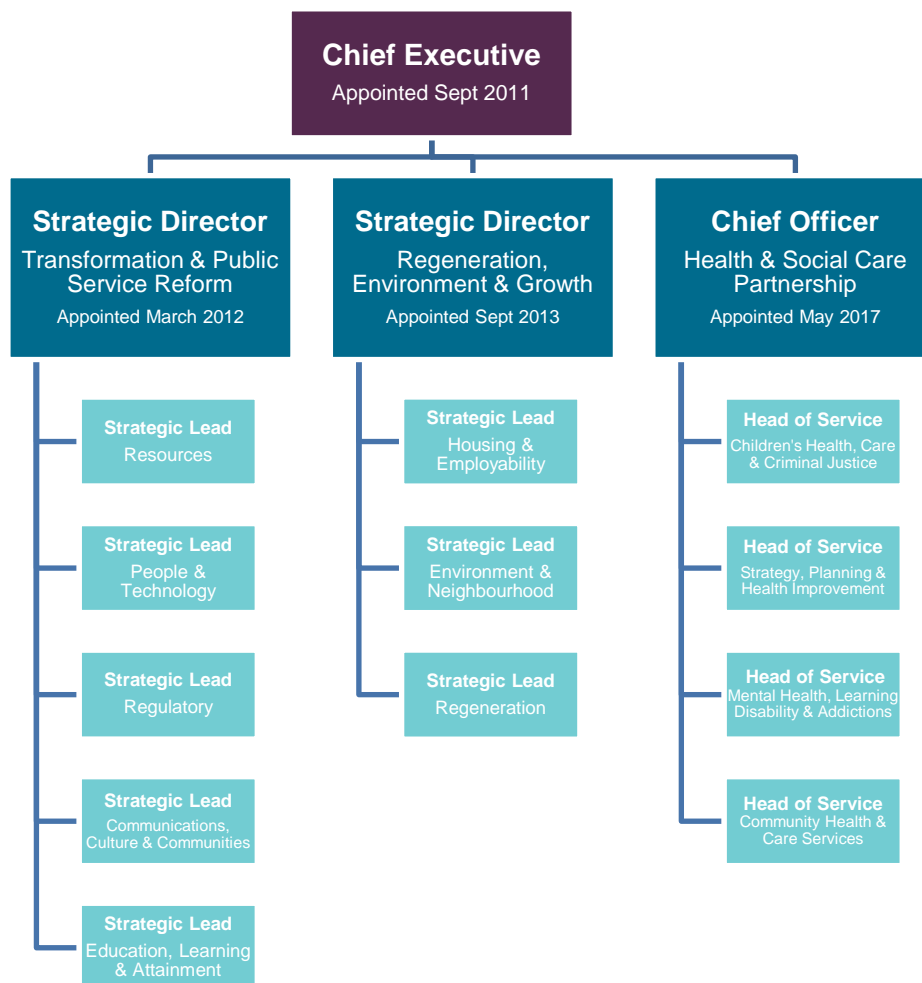 Chief Executive
Appointed Sept 2011
Strategic Director
Transformation & Public
Service Reform
Appointed March 2012
Strategic Lead
Resources
Strategic Lead
People &
Technology
Strategic Lead
Regulatory
Strategic Lead
Communications,
Culture & Communities
Strategic Lead
Education, Learning
& Attainment
Strategic Director
Regeneration,
Environment & Growth
Appointed Sept 2013
Strategic Lead
Housing &
Employability
Strategic Lead
Environment &
Neighbourhood
Strategic Lead
Regeneration
Chief Officer
Health & Social Care
Partnership
Appointed May 2017
Head of Service
Children's Health, Care
& Criminal Justice
Head of Service
Strategy, Planning &
Health Improvement
Head of Service
Mental Health, Learning
Disability & Addictions
Head of Service
Community Health &
Care Services